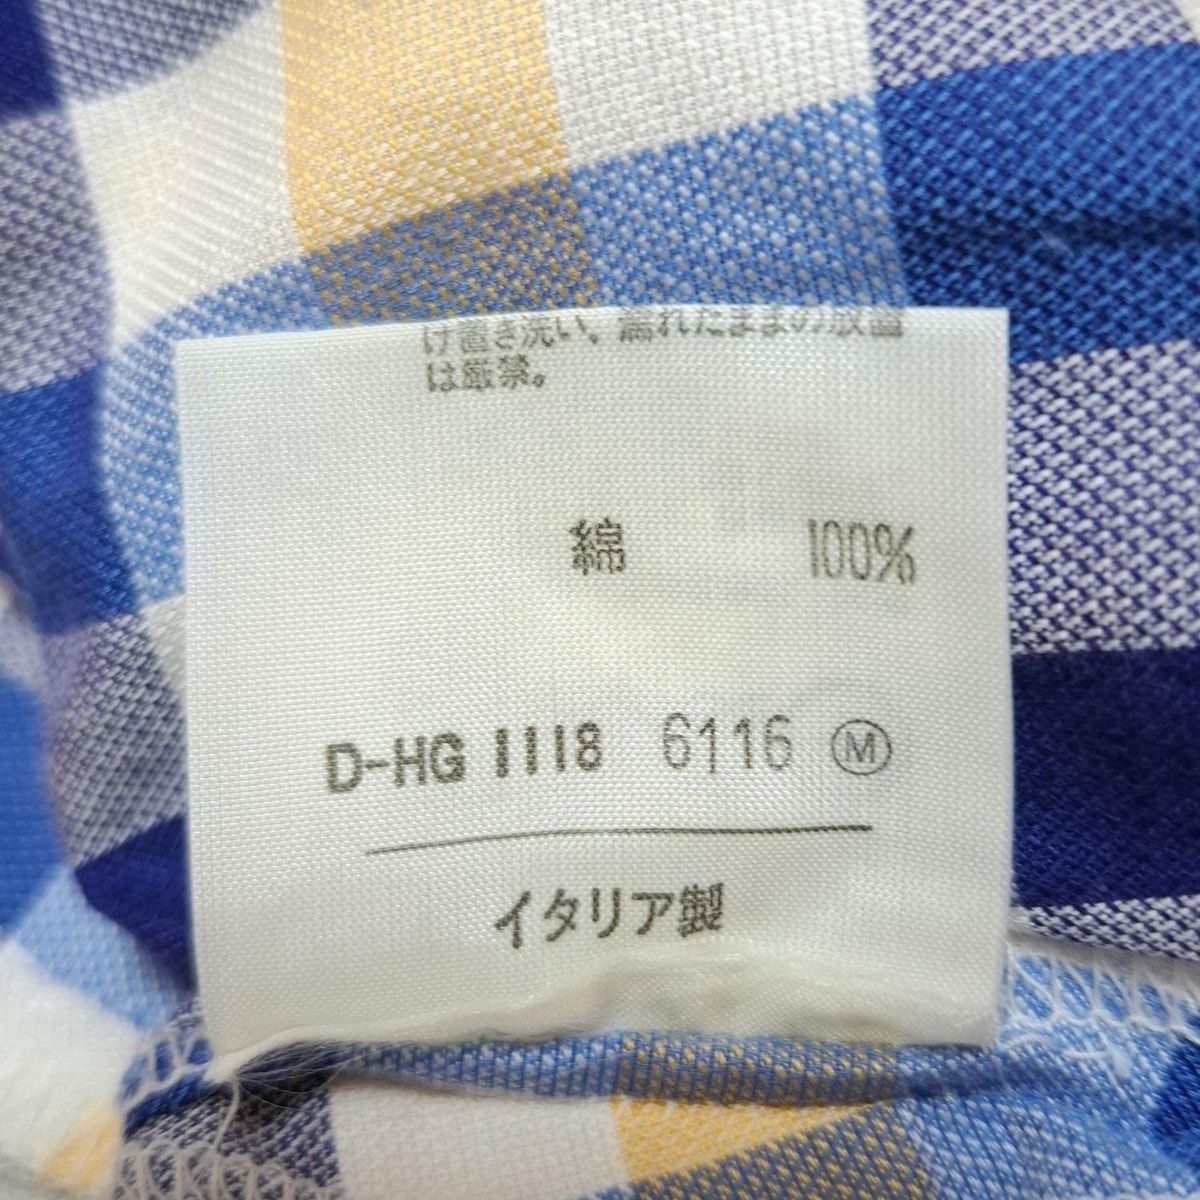 け置き洗い、濡れたままの放置
は厳禁。
綿 100%
D-HG 1118 6116 Ⓜ
イタリア製